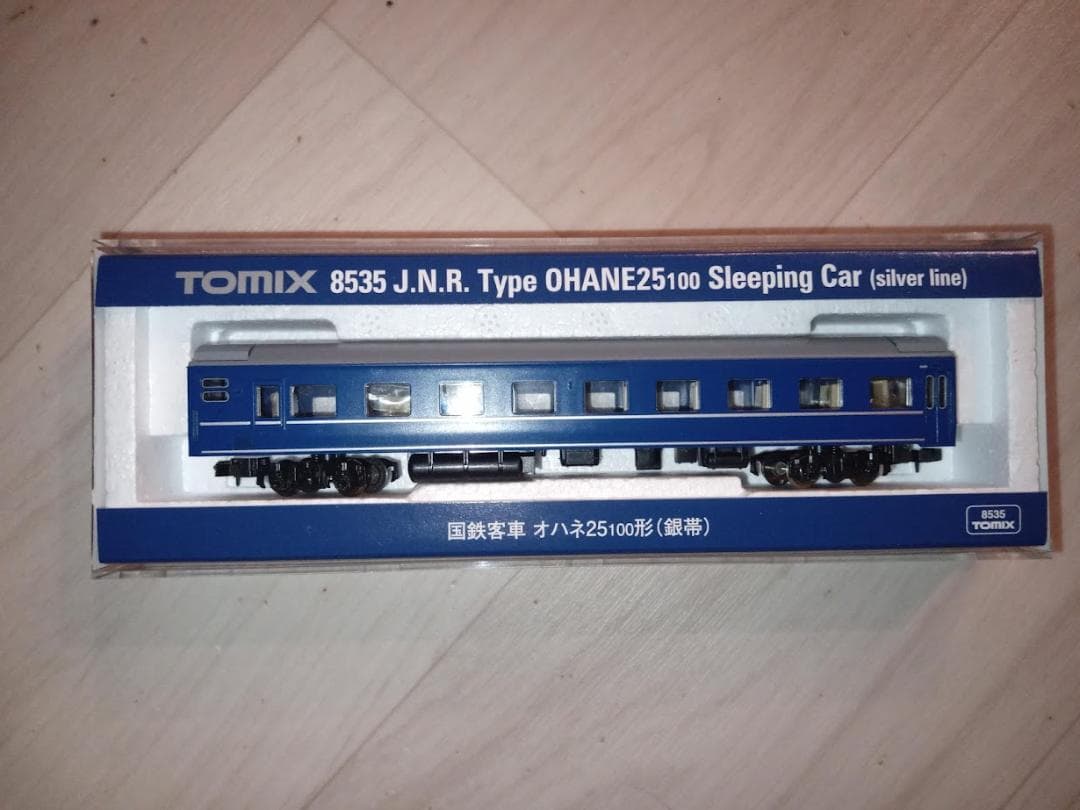 TOMIX 8535 J.N.R. Type OHANE25100 Sleeping Car (silver line)
国鉄客車 オハネ25100形(銀帯)
8535
TOMIX